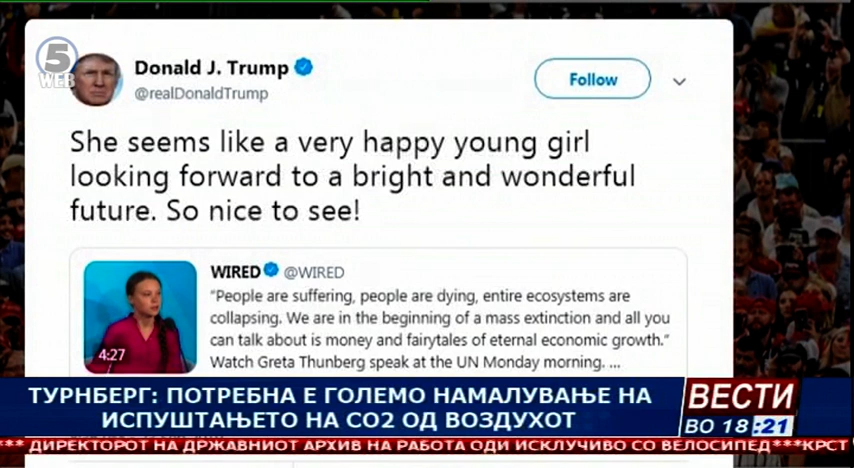 5
WEB
Donald J. Trump
@realDonaldTrump
Follow
She seems like a very happy young girl
looking forward to a bright and wonderful
future. So nice to see!
WIRED @WIRED
"People are suffering, people are dying, entire ecosystems are
collapsing. We are in the beginning of a mass extinction and all you
can talk about is money and fairytales of eternal economic growth."
Watch Greta Thunberg speak at the UN Monday morning. ...
4:27
ТУРНБЕРГ: ПОТРЕБНА Е ГОЛЕМО НАМАЛУВАЊЕ НА
ИСПУШТАЊЕТО НА СО2 ОД ВОЗДУХОТ
ВЕСТИ
ВО 18:21
*** ДИРЕКТОРОТ НА ДРЖАВНИОТ АРХИВ НА РАБОТА ОДИ ИСКЛУЧИВО СО ВЕЛОСИПЕД***КРСТ